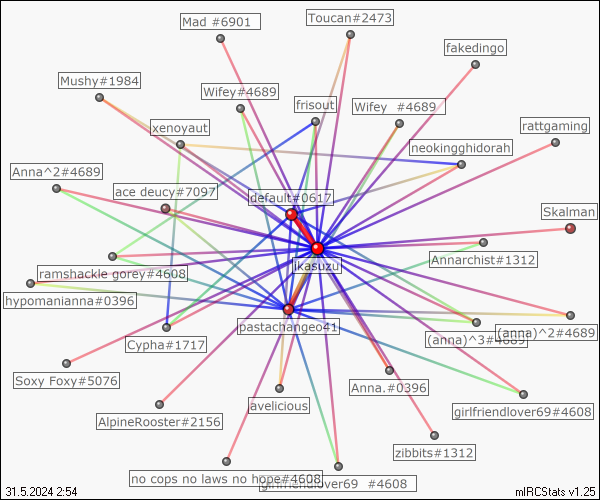 Mad #6901
Toucan#2473
fakedingo
Mushy#1984
Wifey#4689
frisout
Wifey #4689
rattgaming
xenoyaut
neokingghidorah
Anna^2#4689
ace deucy#7097
default#0617
Skalman
jkasuzu
Annarchist#1312
ramshackle gorey#4608
hypomanianna#0396
pastachangeo41
(anna)^2#4689
Cypha#1717
(anna)^3#4689
Soxy Foxy#5076
Anna.#0396
avelicious
girlfriendlover69#4608
AlpineRooster#2156
zibbits#1312
no cops no laws no hope#4608
girlfriendlover69 #4608
31.5.2024 2:54
mIRCStats v1.25